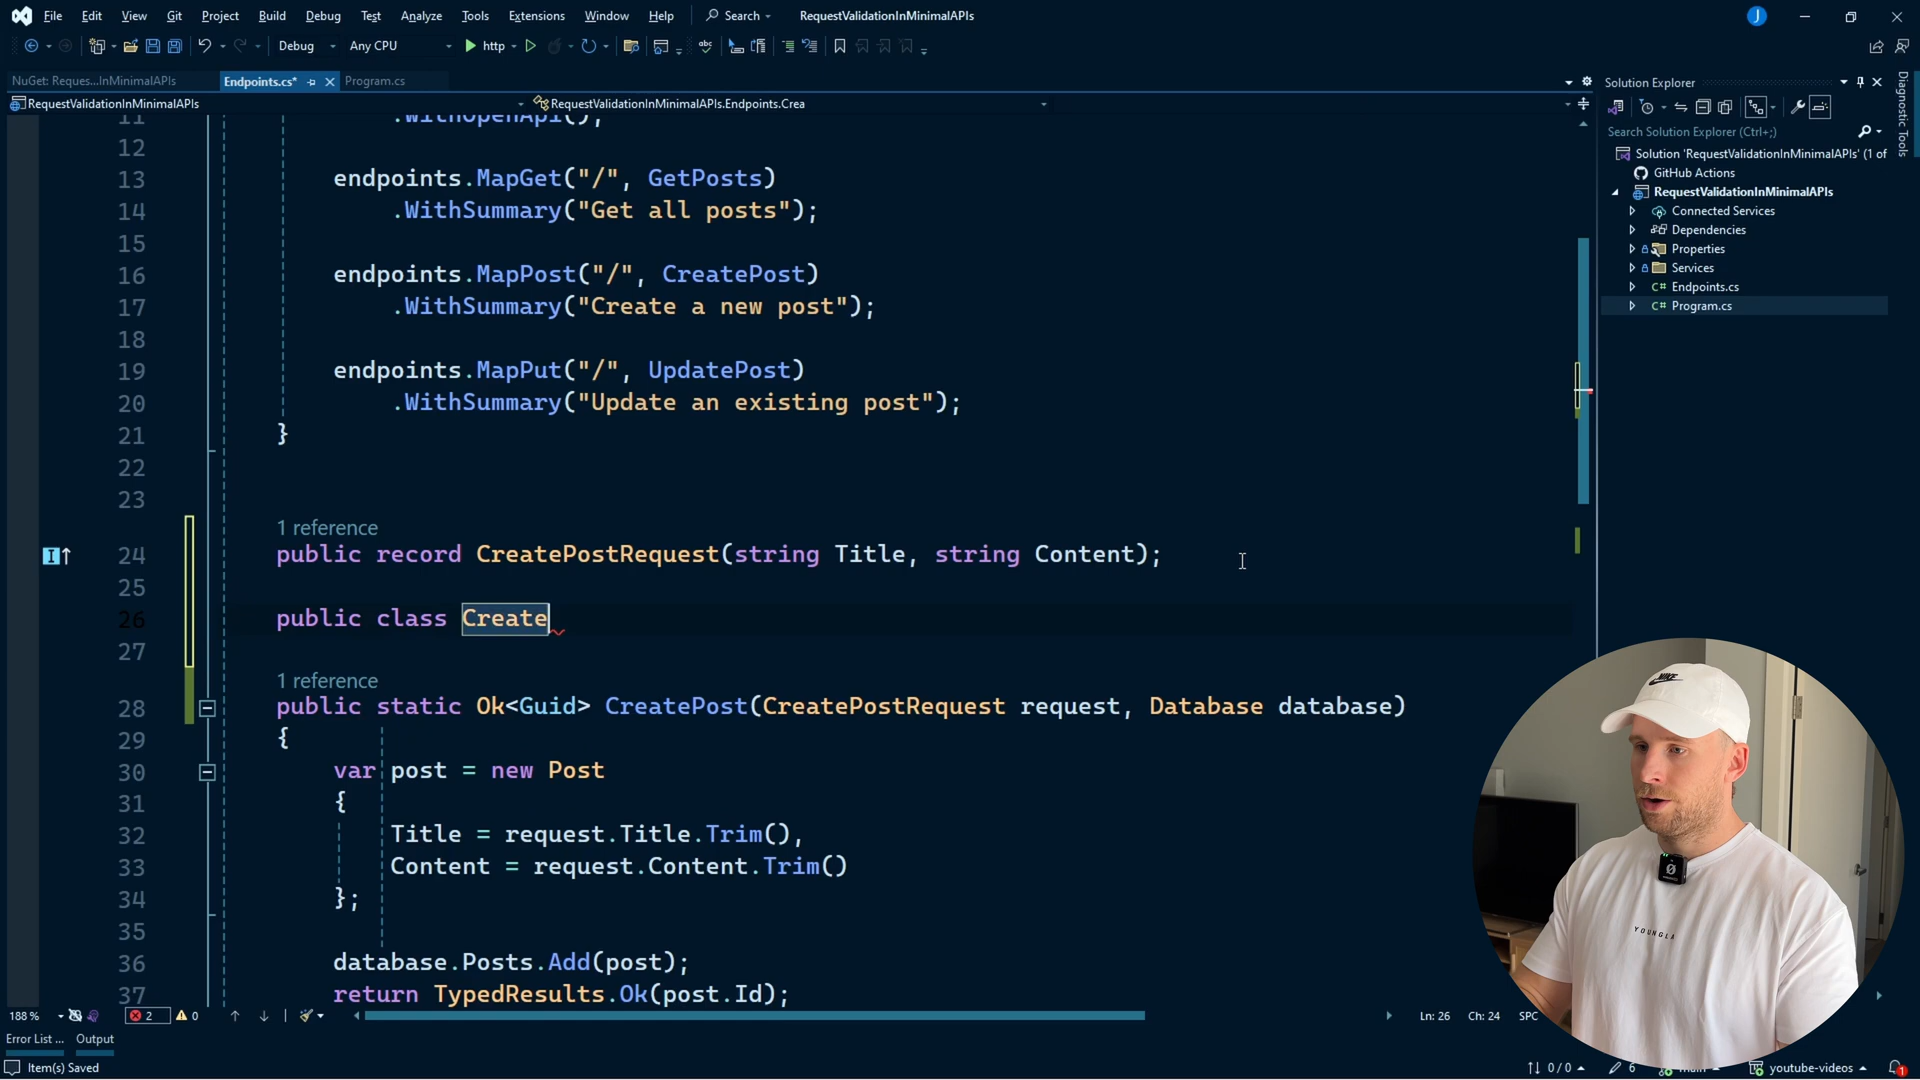 File Edit View Git Project Build Debug Test Analyze Tools Extensions Window Help Search RequestValidationInMinimalAPIs J
Debug Any CPU http
NuGet: Reques...InMinimalAPIs Endpoints.cs* Program.cs
RequestValidationInMinimalAPIs RequestValidationInMinimalAPIs.Endpoints.Crea
11 .WithOpenApi();
12
13 endpoints.MapGet("/", GetPosts)
14 .WithSummary("Get all posts");
15
16 endpoints.MapPost("/", CreatePost)
17 .WithSummary("Create a new post");
18
19 endpoints.MapPut("/", UpdatePost)
20 .WithSummary("Update an existing post");
21 }
22
23
1 reference
24 public record CreatePostRequest(string Title, string Content);
25
26 public class Create
27
1 reference
28 public static Ok<Guid> CreatePost(CreatePostRequest request, Database database)
29 {
30 var post = new Post
31 {
32 Title = request.Title.Trim(),
33 Content = request.Content.Trim()
34 };
35
36 database.Posts.Add(post);
37 return TypedResults.Ok(post.Id);
188 % 2 0 Ln: 26 Ch: 24 SPC
Error List ... Output
Item(s) Saved 0 / 0 6 main youtube-videos 1
Solution Explorer
Search Solution Explorer (Ctrl+;)
Solution 'RequestValidationInMinimalAPIs' (1 of
GitHub Actions
RequestValidationInMinimalAPIs
Connected Services
Dependencies
Properties
Services
C# Endpoints.cs
C# Program.cs
Diagnostic Tools
YOUNGLA